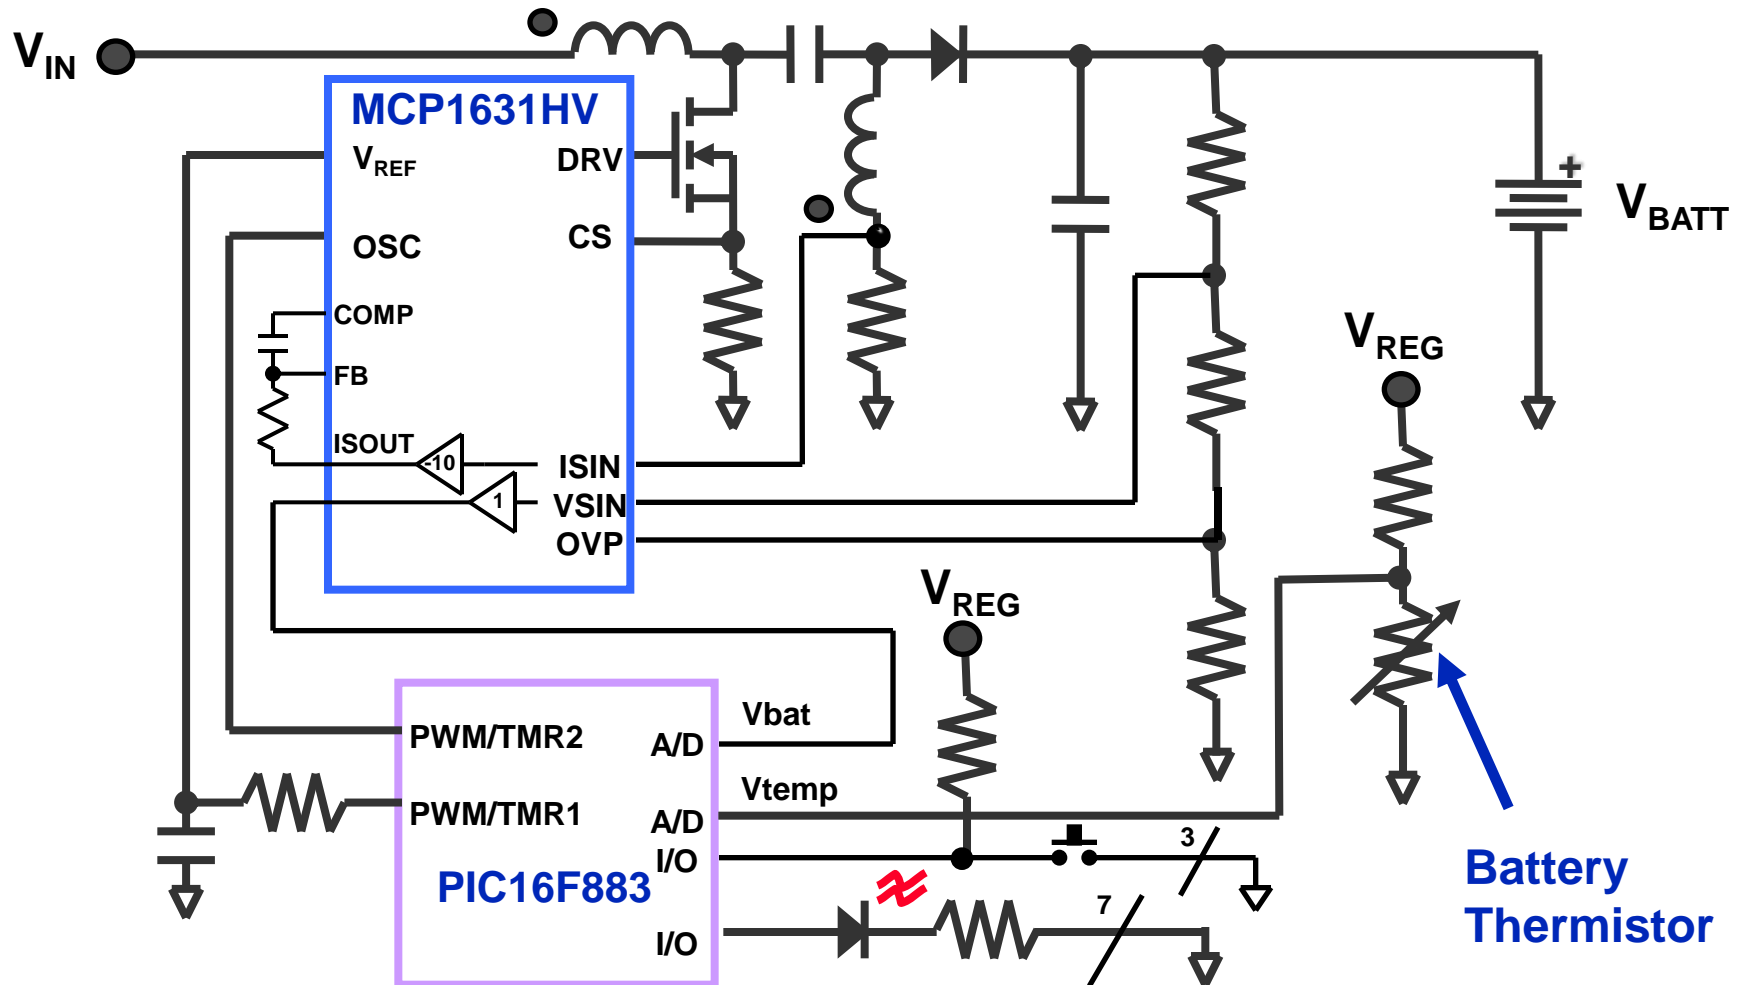 VIN
MCP1631HV
VREF
DRV
OSC
CS
COMP
FB
ISOUT
-10
ISIN
1
VSIN
OVP
+
VBATT
VREG
VREG
Vbat
PWM/TMR2
A/D
Vtemp
PWM/TMR1
A/D
I/O
3
PIC16F883
7
I/O
Battery
Thermistor